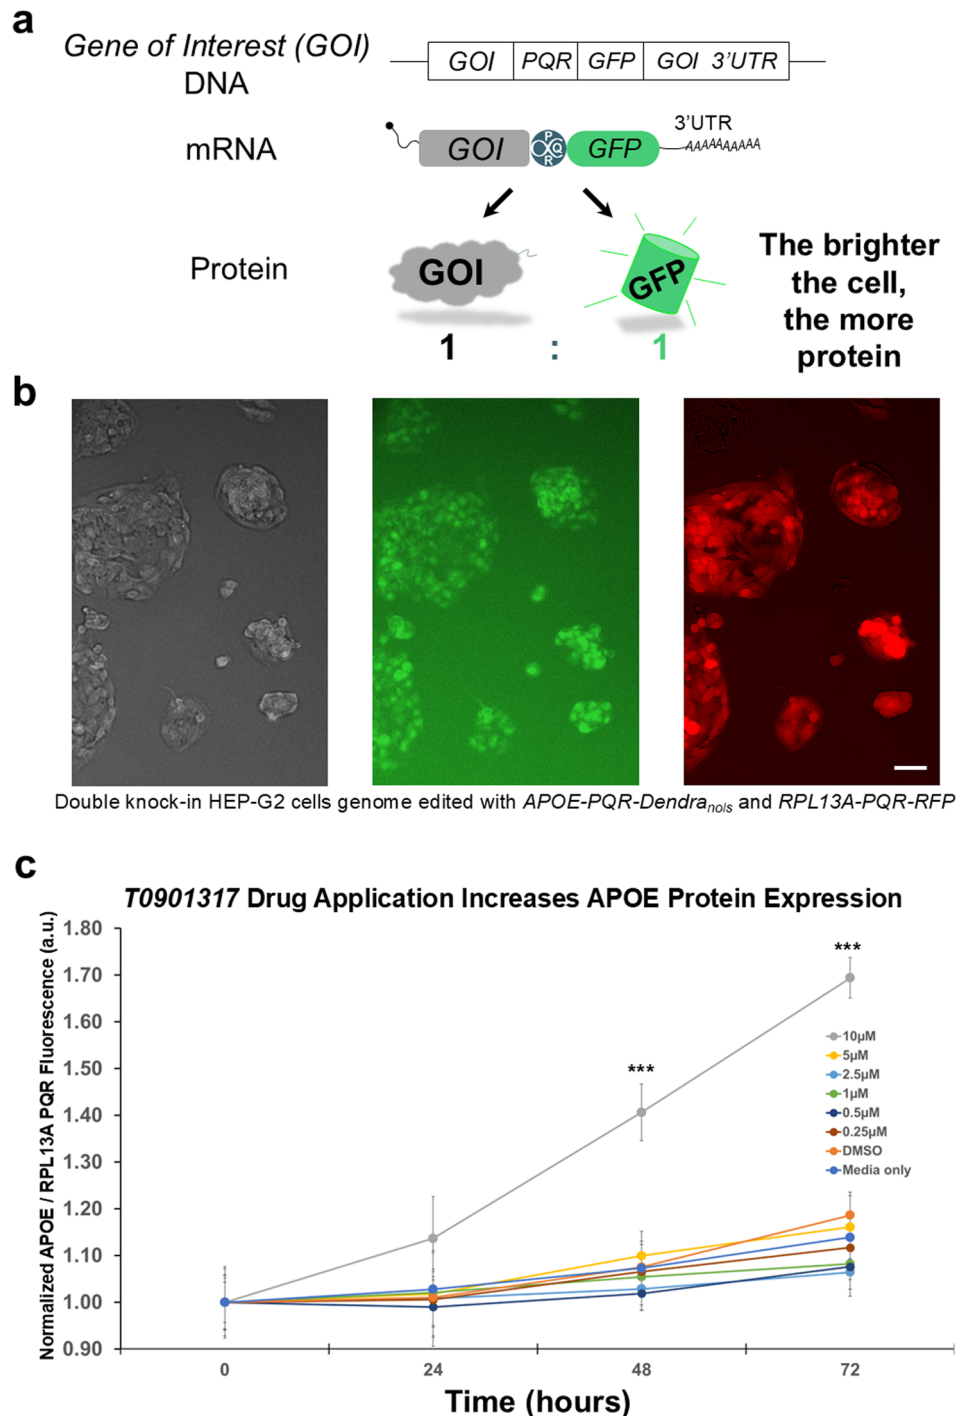 a
Gene of Interest (GOI)
DNA
GOI PQR GFP GOI 3'UTR
mRNA
GOI
P
Q
R
GFP
3'UTR
AAAAAAAAAA
Protein
GOI
GFP
The brighter
the cell,
the more
protein
1 : 1
b
Double knock-in HEP-G2 cells genome edited with APOE-PQR-Dendranols and RPL13A-PQR-RFP
c
T0901317 Drug Application Increases APOE Protein Expression
Normalized APOE / RPL13A PQR Fluorescence (a.u.)
1.80
1.70
1.60
1.50
1.40
1.30
1.20
1.10
1.00
0.90
***
***
10µM
5µM
2.5µM
1µM
0.5µM
0.25µM
DMSO
Media only
0 24 48 72
Time (hours)